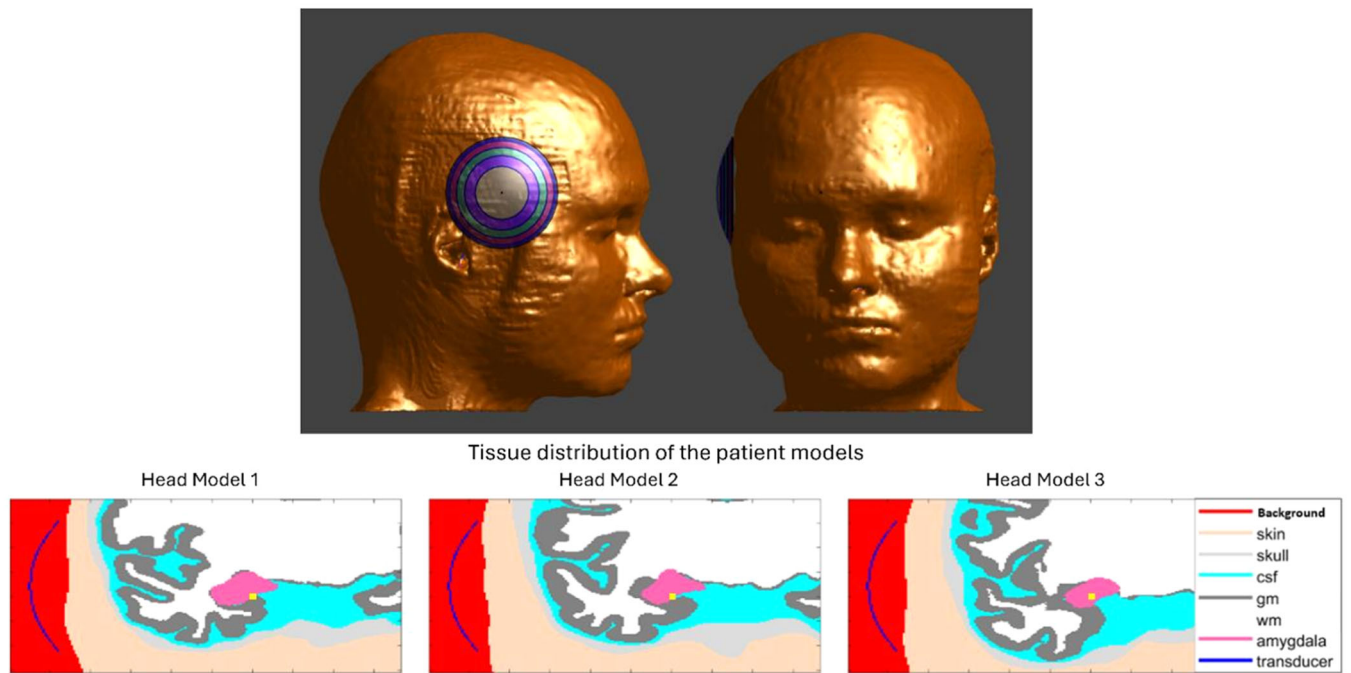 Tissue distribution of the patient models
Head Model 1
Head Model 2
Head Model 3
Background
skin
skull
csf
gm
wm
amygdala
transducer